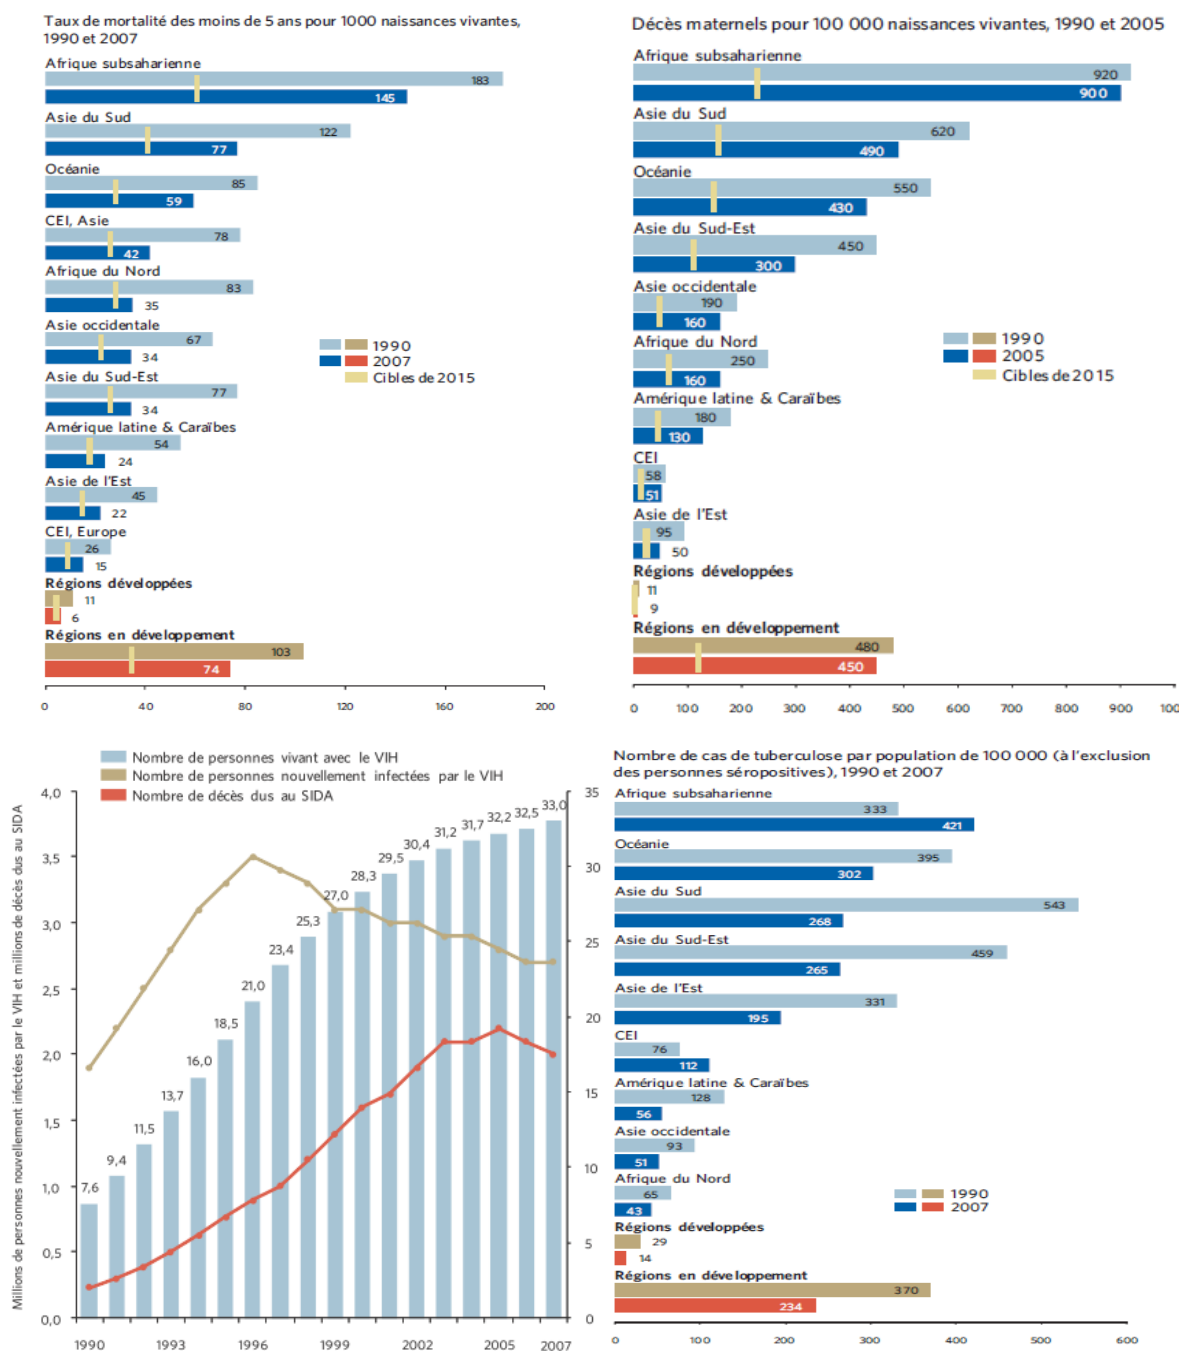 Taux de mortalité des moins de 5 ans pour 1000 naissances vivantes,
1990 et 2007
Afrique subsaharienne
183
145
Asie du Sud
122
77
Océanie
85
59
CEI, Asie
78
42
Afrique du Nord
83
35
Asie occidentale
67
34
Asie du Sud-Est
77
34
Amérique latine & Caraïbes
54
24
Asie de l'Est
45
22
CEI, Europe
26
15
Régions développées
11
6
Régions en développement
103
74
1990
2007
Cibles de 2015
0 40 80 120 160 200
Décès maternels pour 100 000 naissances vivantes, 1990 et 2005
Afrique subsaharienne
920
900
Asie du Sud
620
490
Océanie
550
430
Asie du Sud-Est
450
300
Asie occidentale
190
160
Afrique du Nord
250
160
Amérique latine & Caraïbes
180
130
CEI
58
51
Asie de l'Est
95
50
Régions développées
11
9
Régions en développement
480
450
1990
2005
Cibles de 2015
0 100 200 300 400 500 600 700 800 900 100
Nombre de personnes vivant avec le VIH
Nombre de personnes nouvellement infectées par le VIH
Nombre de décès dus au SIDA
Millions de personnes nouvellement infectées par le VIH et millions de décès dus au SIDA
4,0
3,5
3,0
2,5
2,0
1,5
1,0
0,5
0,0
7,6 9,4 11,5 13,7 16,0 18,5 21,0 23,4 25,3 27,0 28,3 29,5 30,4 31,2 31,7 32,2 32,5 33,0
35
30
25
20
15
10
5
0
1990 1993 1996 1999 2002 2005 2007
Nombre de cas de tuberculose par population de 100 000 (à l'exclusion
des personnes séropositives), 1990 et 2007
Afrique subsaharienne
333
421
Océanie
395
302
Asie du Sud
543
268
Asie du Sud-Est
459
265
Asie de l'Est
331
195
CEI
76
112
Amérique latine & Caraïbes
128
56
Asie occidentale
93
51
Afrique du Nord
65
43
Régions développées
29
14
Régions en développement
370
234
1990
2007
0 100 200 300 400 500 600